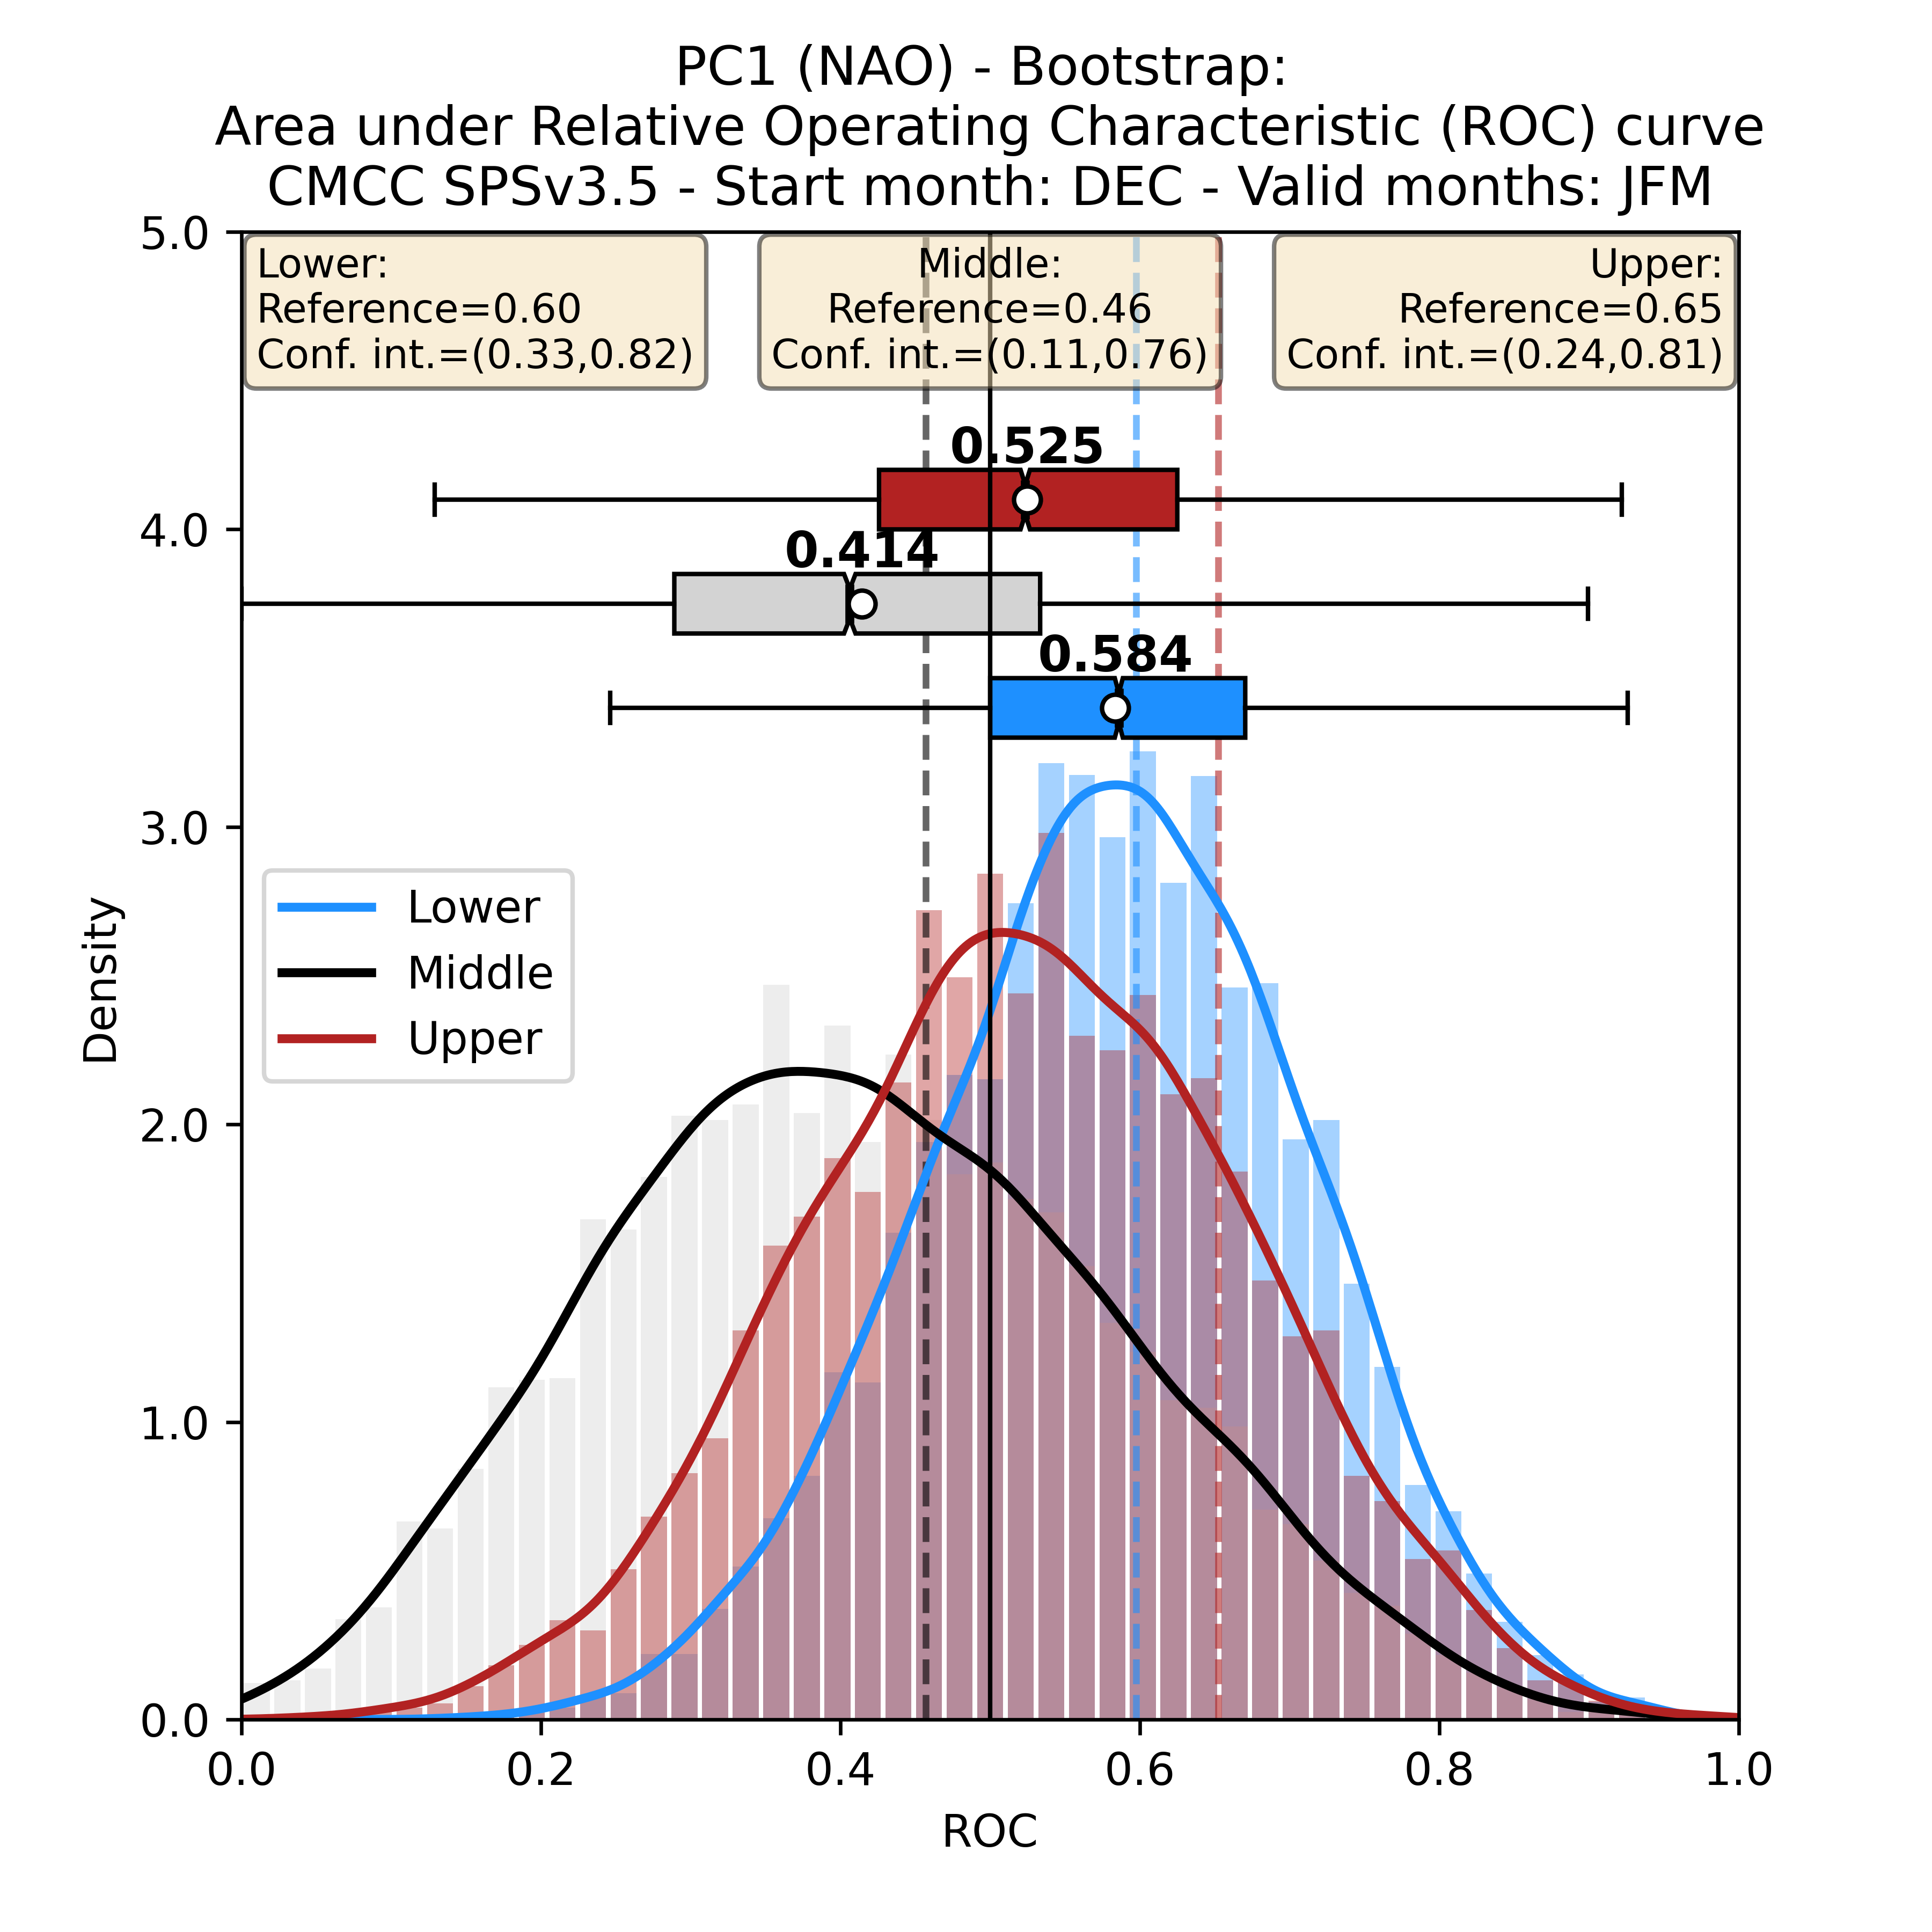 PC1 (NAO) - Bootstrap:
Area under Relative Operating Characteristic (ROC) curve
CMCC SPSv3.5 - Start month: DEC - Valid months: JFM
Lower:
Reference=0.60
Conf. int.=(0.33,0.82)
Middle:
Reference=0.46
Conf. int.=(0.11,0.76)
Upper:
Reference=0.65
Conf. int.=(0.24,0.81)
0.525
0.414
0.584
Lower
Middle
Upper
Density
5.0
4.0
3.0
2.0
1.0
0.0
0.0 0.2 0.4 0.6 0.8 1.0
ROC